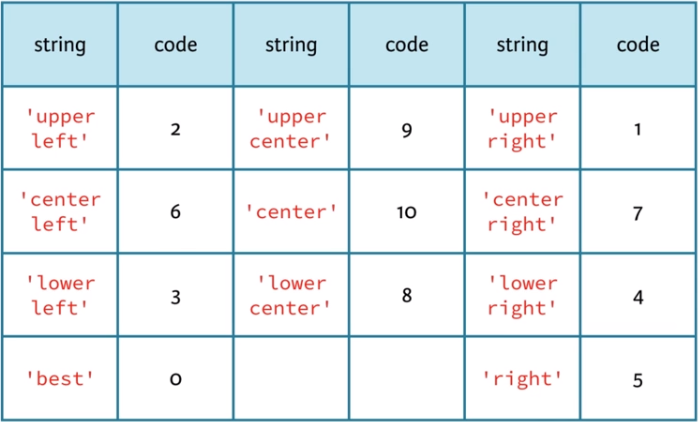 string code string code string code
'upper
left' 2 'upper
center' 9 'upper
right' 1
'center
left' 6 'center' 10 'center
right' 7
'lower
left' 3 'lower
center' 8 'lower
right' 4
'best' 0 'right' 5